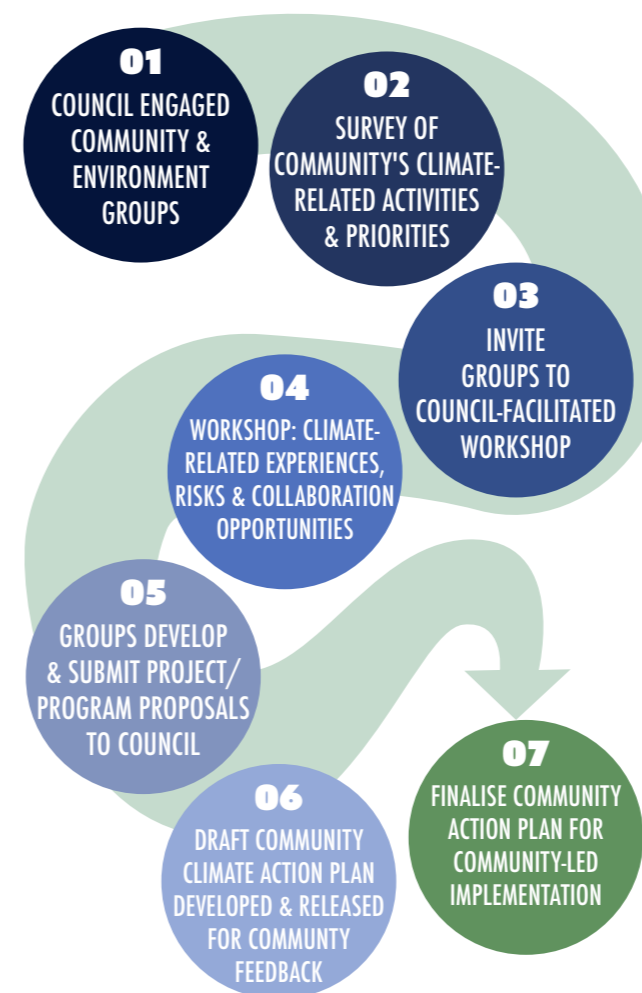 01
COUNCIL ENGAGED
COMMUNITY &
ENVIRONMENT
GROUPS
02
SURVEY OF
COMMUNITY'S CLIMATE-
RELATED ACTIVITIES
& PRIORITIES
03
INVITE
GROUPS TO
COUNCIL-FACILITATED
WORKSHOP
04
WORKSHOP: CLIMATE-
RELATED EXPERIENCES,
RISKS & COLLABORATION
OPPORTUNITIES
05
GROUPS DEVELOP
& SUBMIT PROJECT/
PROGRAM PROPOSALS
TO COUNCIL
06
DRAFT COMMUNITY
CLIMATE ACTION PLAN
DEVELOPED & RELEASED
FOR COMMUNTY
FEEDBACK
07
FINALISE COMMUNITY
ACTION PLAN FOR
COMMUNITY-LED
IMPLEMENTATION